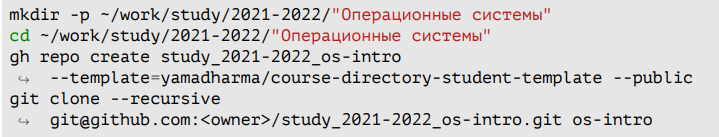 mkdir -p ~/work/study/2021-2022/"Операционные системы"
cd ~/work/study/2021-2022/"Операционные системы"
gh repo create study_2021-2022_os-intro
↪ --template=yamadharma/course-directory-student-template --public
git clone --recursive
↪ git@github.com:<owner>/study_2021-2022_os-intro.git os-intro